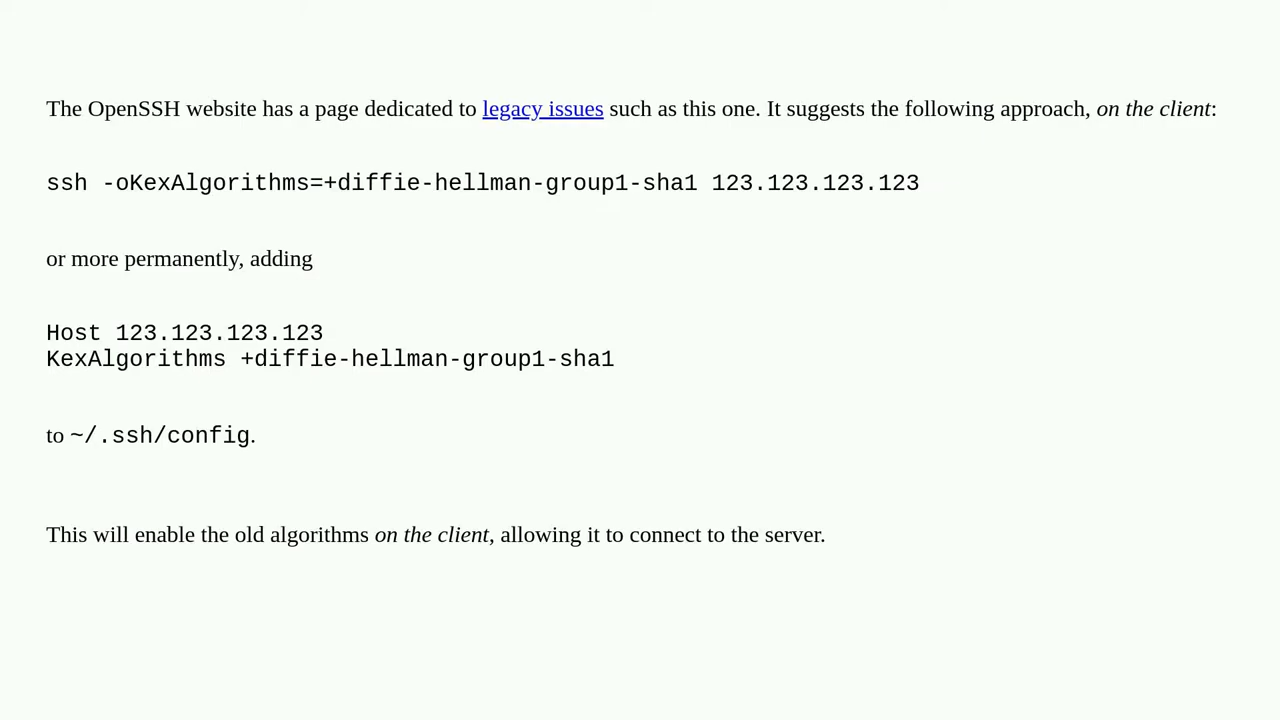 The OpenSSH website has a page dedicated to legacy issues such as this one. It suggests the following approach, on the client:
ssh -oKexAlgorithms=+diffie-hellman-group1-sha1 123.123.123.123
or more permanently, adding
Host 123.123.123.123
KexAlgorithms +diffie-hellman-group1-sha1
to ~/.ssh/config.
This will enable the old algorithms on the client, allowing it to connect to the server.